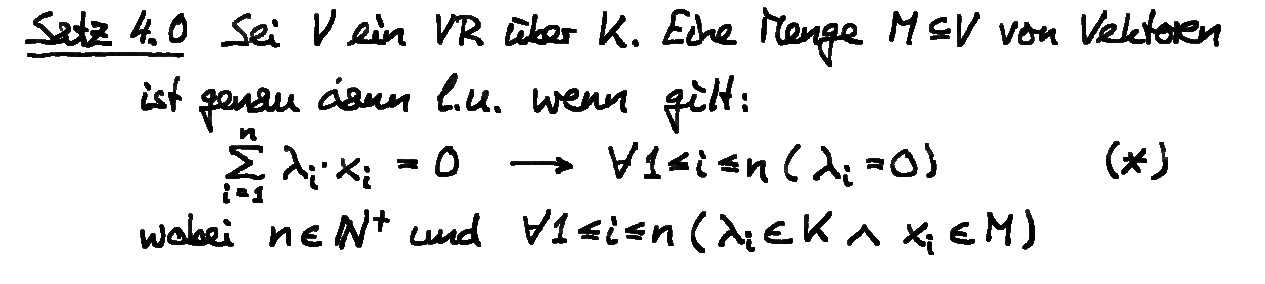 Satz 4.0 Sei V ein VR über K. Eine Menge M ⊆ V von Vektoren
ist genau dann l.u. wenn gilt:
∑_{i=1}^{n} λ_i · x_i = 0 ⟶ ∀1≤i≤n (λ_i = 0) (*)
wobei n ∈ ℕ⁺ und ∀1≤i≤n (λ_i ∈ K ∧ x_i ∈ M)